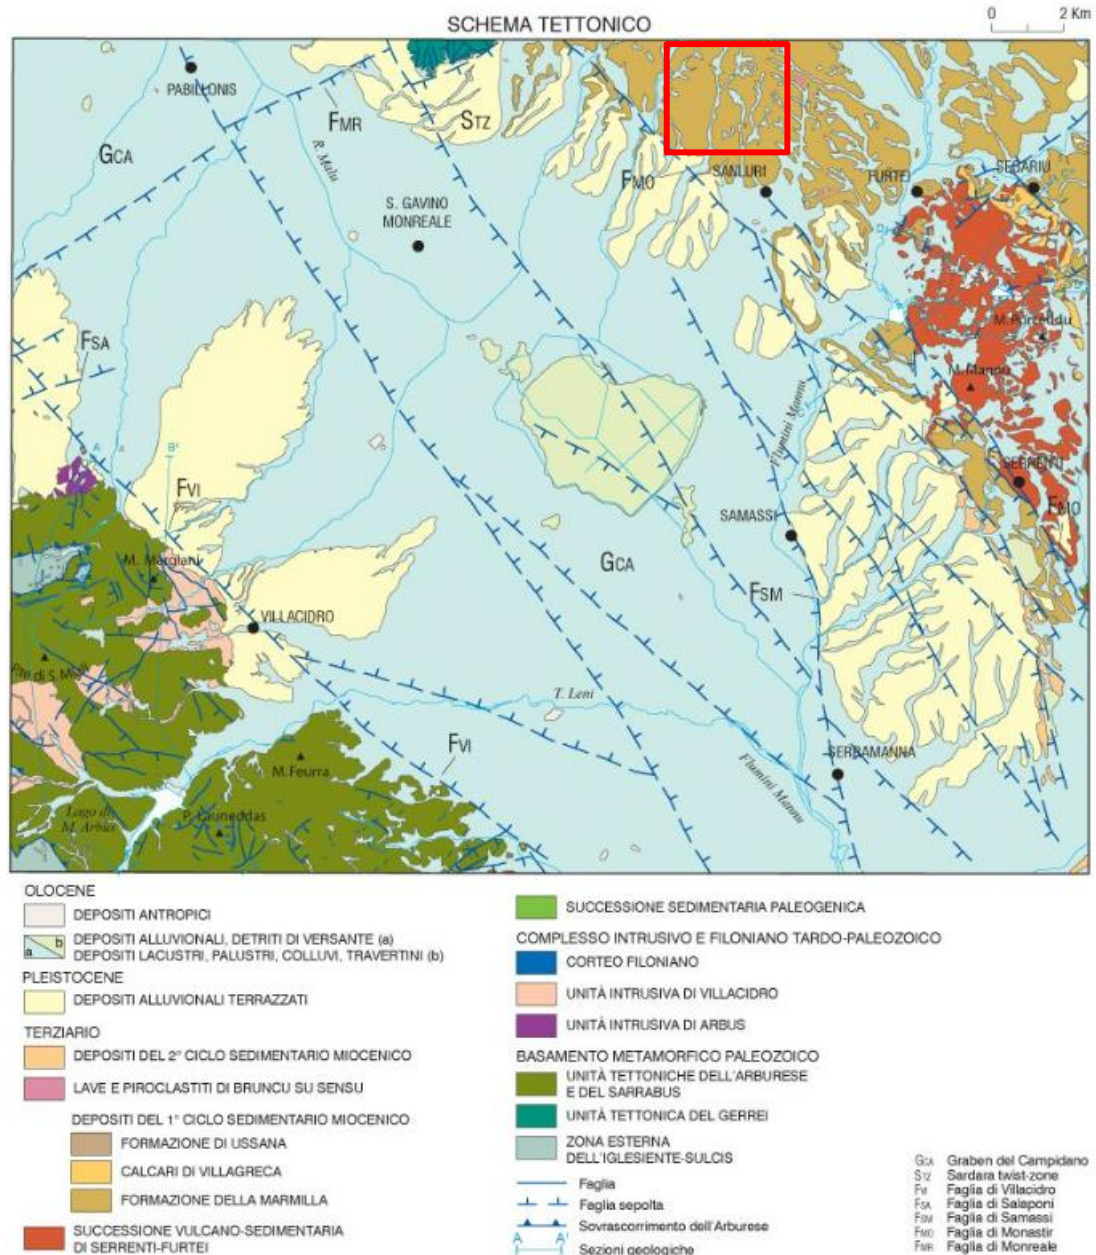 SCHEMA TETTONICO
0 2 Km
PABILLONIS
FMR
STZ
GCA
R. Malu
FMO
SANLURI
FURTEI
SEGARIU
S. GAVINO
MONREALE
M. Porceddu
FSA
M. Mannu
Flumini Mannu
A
B'
FVI
SERRENTI
FMO
SAMASSI
M. Margiani
GCA
FSM
VILLACIDRO
T. Leni
FVI
SERRAMANNA
M. Feurra
Flumini Mannu
Lago di
M. Arbus
P. Launeddas
OLOCENE
DEPOSITI ANTROPICI
a b DEPOSITI ALLUVIONALI, DETRITI DI VERSANTE (a)
DEPOSITI LACUSTRI, PALUSTRI, COLLUVI, TRAVERTINI (b)
PLEISTOCENE
DEPOSITI ALLUVIONALI TERRAZZATI
TERZIARIO
DEPOSITI DEL 2° CICLO SEDIMENTARIO MIOCENICO
LAVE E PIROCLASTITI DI BRUNCU SU SENSU
DEPOSITI DEL 1° CICLO SEDIMENTARIO MIOCENICO
FORMAZIONE DI USSANA
CALCARI DI VILLAGRECA
FORMAZIONE DELLA MARMILLA
SUCCESSIONE VULCANO-SEDIMENTARIA
DI SERRENTI-FURTEI
SUCCESSIONE SEDIMENTARIA PALEOGENICA
COMPLESSO INTRUSIVO E FILONIANO TARDO-PALEOZOICO
CORTEO FILONIANO
UNITÀ INTRUSIVA DI VILLACIDRO
UNITÀ INTRUSIVA DI ARBUS
BASAMENTO METAMORFICO PALEOZOICO
UNITÀ TETTONICHE DELL'ARBURESE
E DEL SARRABUS
UNITÀ TETTONICA DEL GERREI
ZONA ESTERNA
DELL'IGLESIENTE-SULCIS
Faglia
Faglia sepolta
Sovrascorrimento dell'Arburese
A A' Sezioni geologiche
GCA Graben del Campidano
STZ Sardara twist-zone
FVI Faglia di Villacidro
FSA Faglia di Salaponi
FSM Faglia di Samassi
FMO Faglia di Monastir
FMR Faglia di Monreale